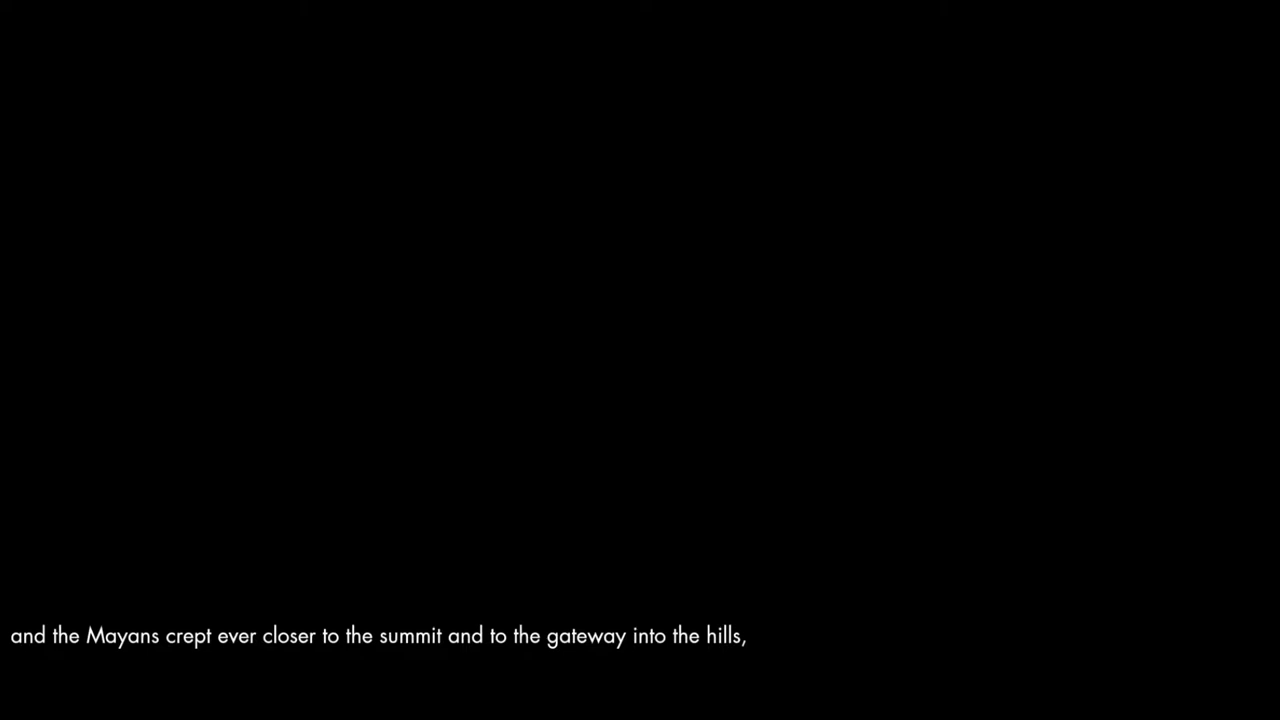 and the Mayans crept ever closer to the summit and to the gateway into the hills,